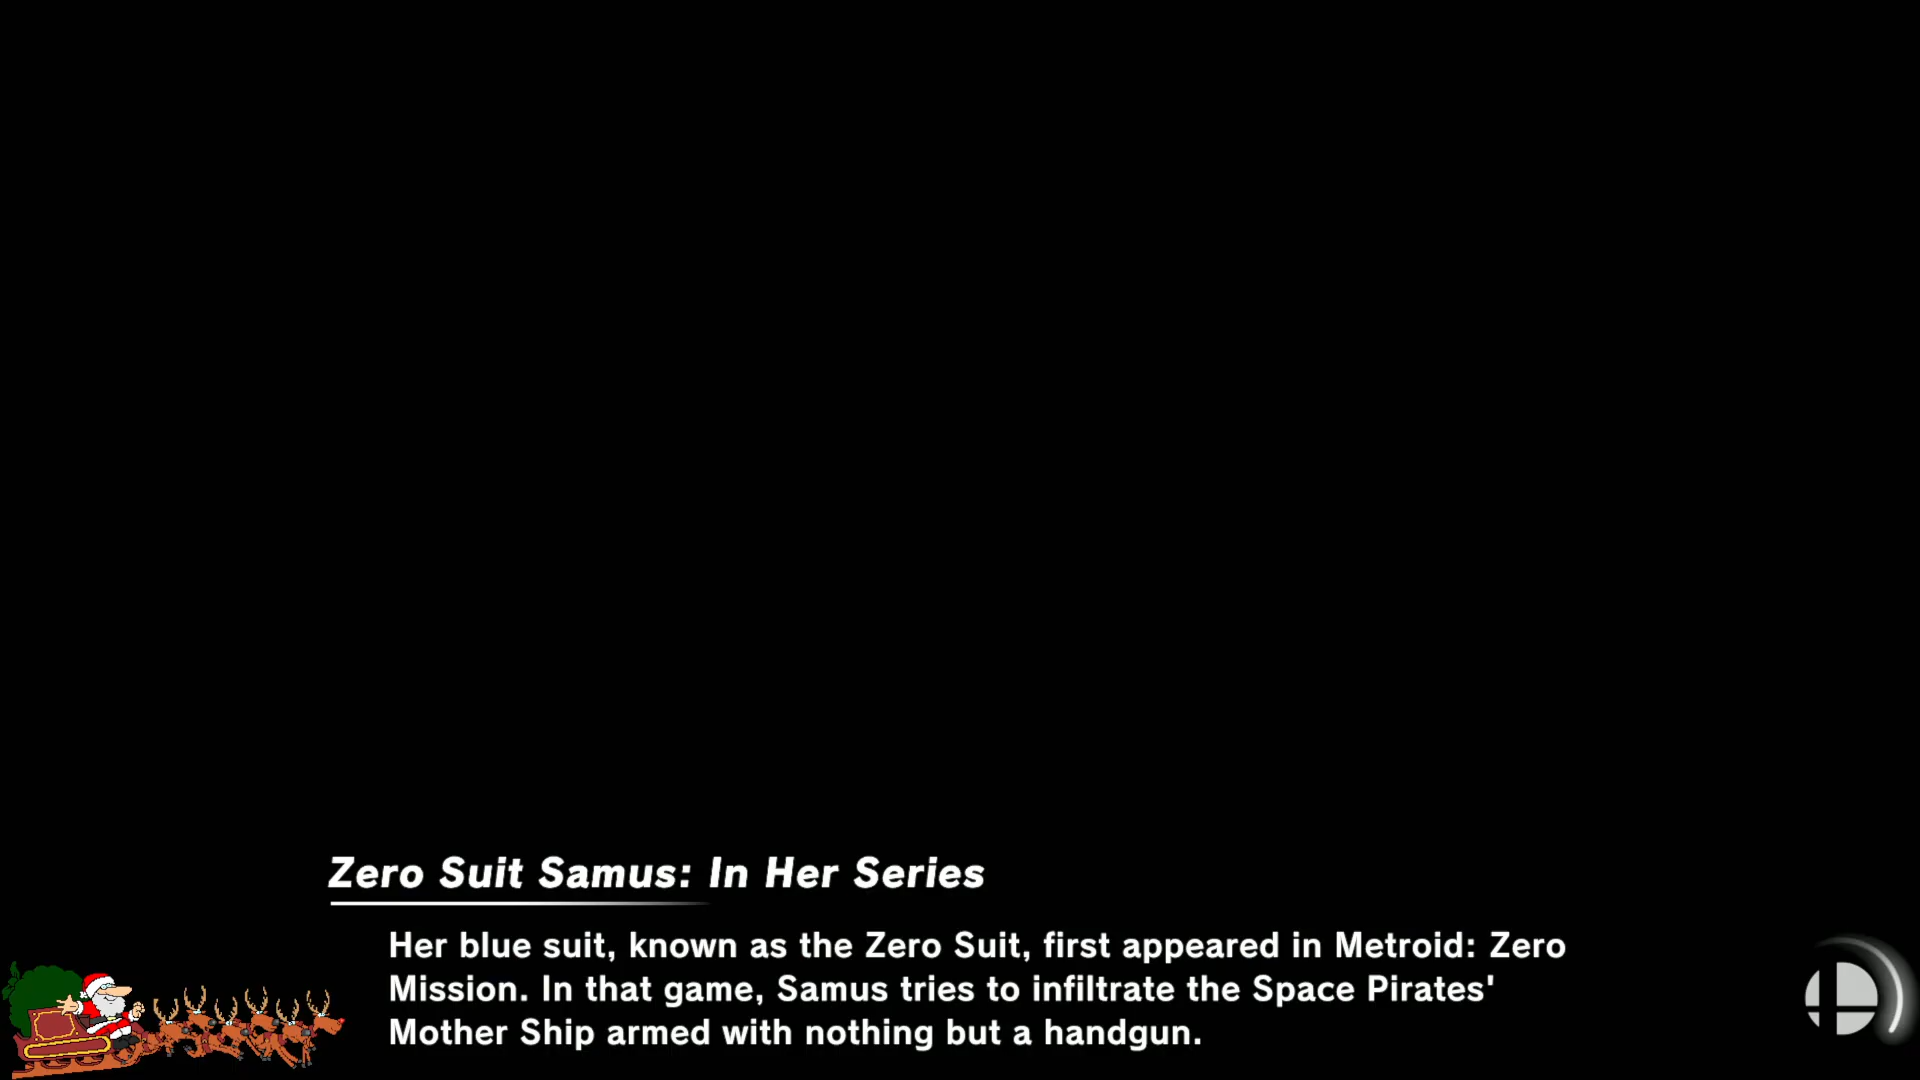 Zero Suit Samus: In Her Series
Her blue suit, known as the Zero Suit, first appeared in Metroid: Zero
Mission. In that game, Samus tries to infiltrate the Space Pirates'
Mother Ship armed with nothing but a handgun.